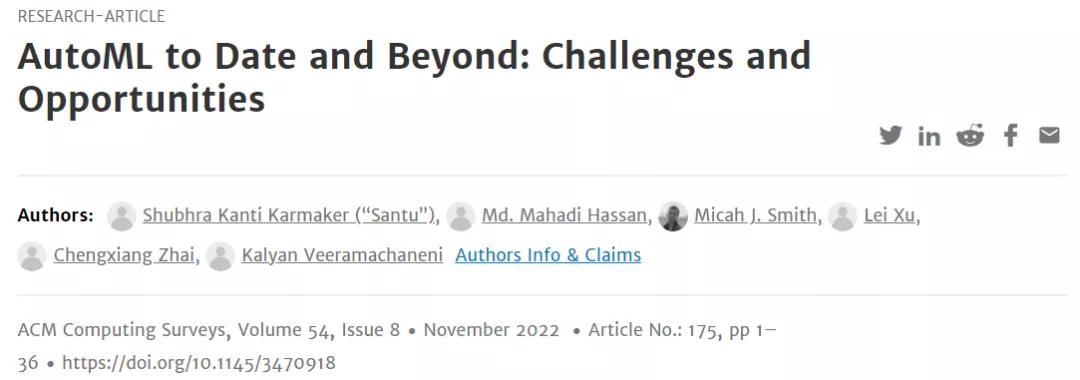 RESEARCH-ARTICLE
AutoML to Date and Beyond: Challenges and
Opportunities
Authors: Shubhra Kanti Karmaker (“Santu”), Md. Mahadi Hassan, Micah J. Smith, Lei Xu,
Chengxiang Zhai, Kalyan Veeramachaneni Authors Info & Claims
ACM Computing Surveys, Volume 54, Issue 8 • November 2022 • Article No.: 175, pp 1–
36 • https://doi.org/10.1145/3470918